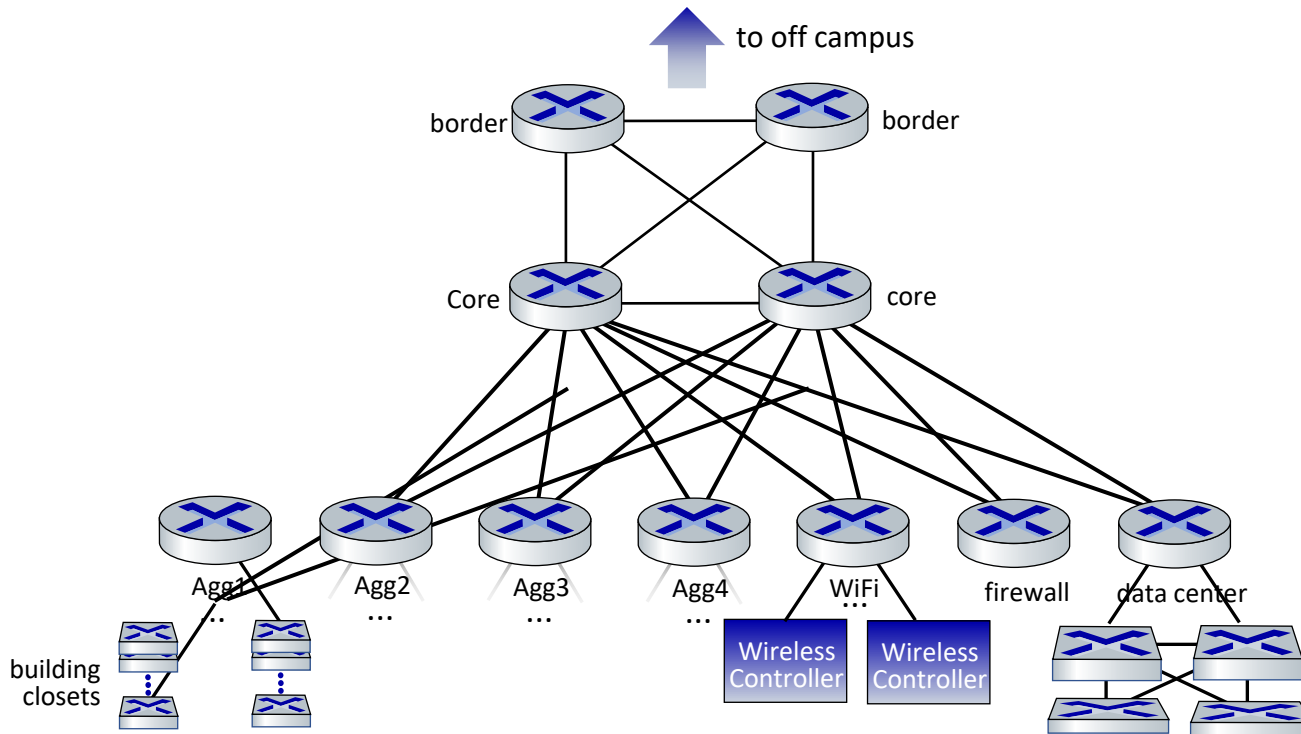 to off campus
border
border
Core
core
Agg1
Agg2
Agg3
Agg4
WiFi
firewall
data center
...
...
...
...
...
building
closets
Wireless
Controller
Wireless
Controller